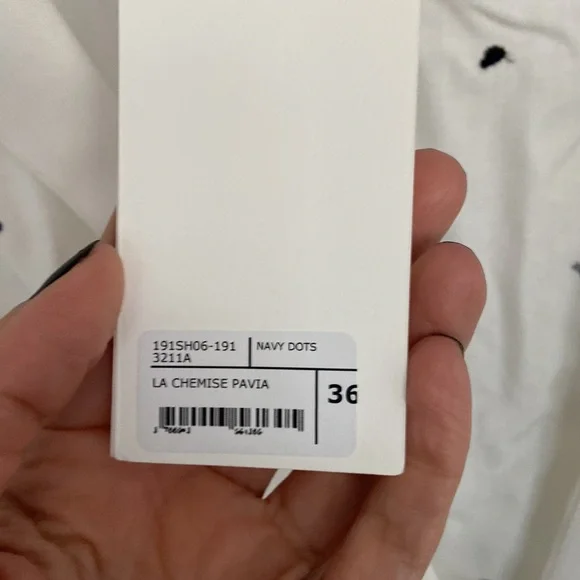 191SH06-191
3211A
NAVY DOTS
LA CHEMISE PAVIA
36